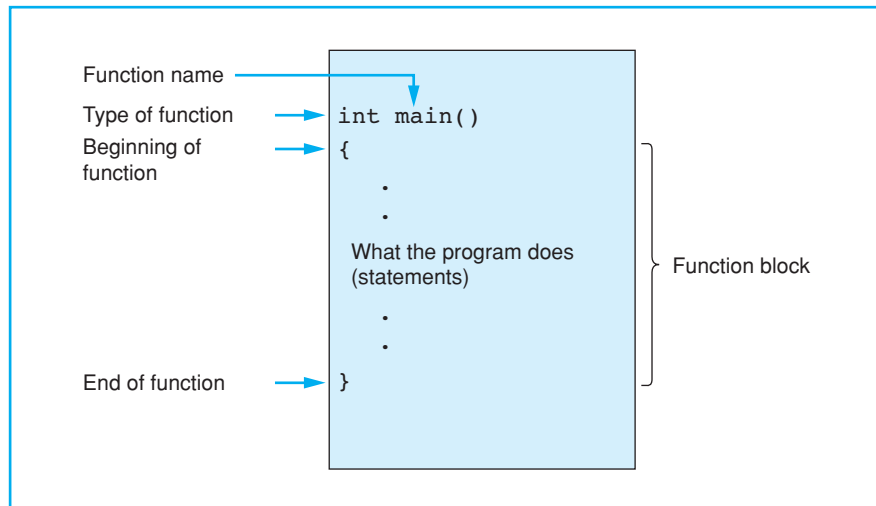 Function name
Type of function
int main()
Beginning of
function
{
.
.
What the program does
(statements)
Function block
.
.
End of function
}